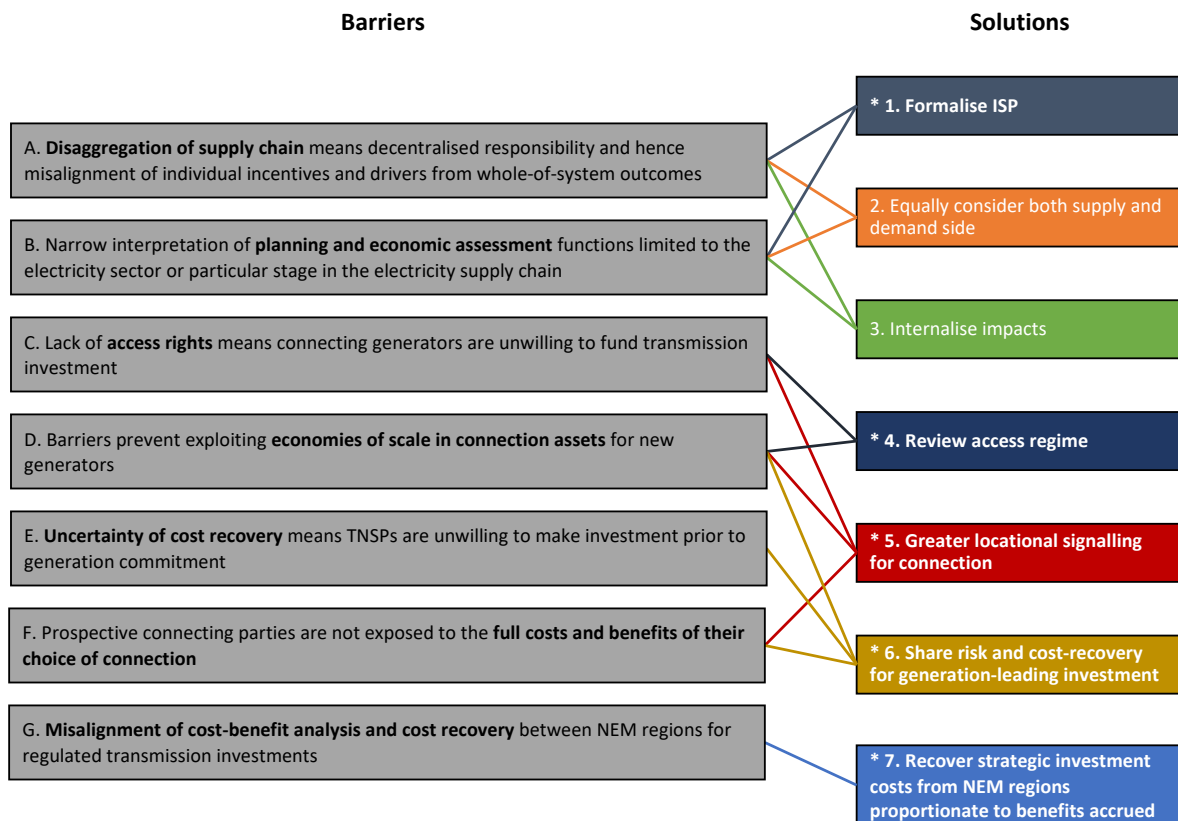 Barriers
Solutions
* 1. Formalise ISP
A. Disaggregation of supply chain means decentralised responsibility and hence
misalignment of individual incentives and drivers from whole-of-system outcomes
2. Equally consider both supply and
demand side
B. Narrow interpretation of planning and economic assessment functions limited to the
electricity sector or particular stage in the electricity supply chain
3. Internalise impacts
C. Lack of access rights means connecting generators are unwilling to fund transmission
investment
* 4. Review access regime
D. Barriers prevent exploiting economies of scale in connection assets for new
generators
* 5. Greater locational signalling
for connection
E. Uncertainty of cost recovery means TNSPs are unwilling to make investment prior to
generation commitment
F. Prospective connecting parties are not exposed to the full costs and benefits of their
choice of connection
* 6. Share risk and cost-recovery
for generation-leading investment
G. Misalignment of cost-benefit analysis and cost recovery between NEM regions for
regulated transmission investments
* 7. Recover strategic investment
costs from NEM regions
proportionate to benefits accrued